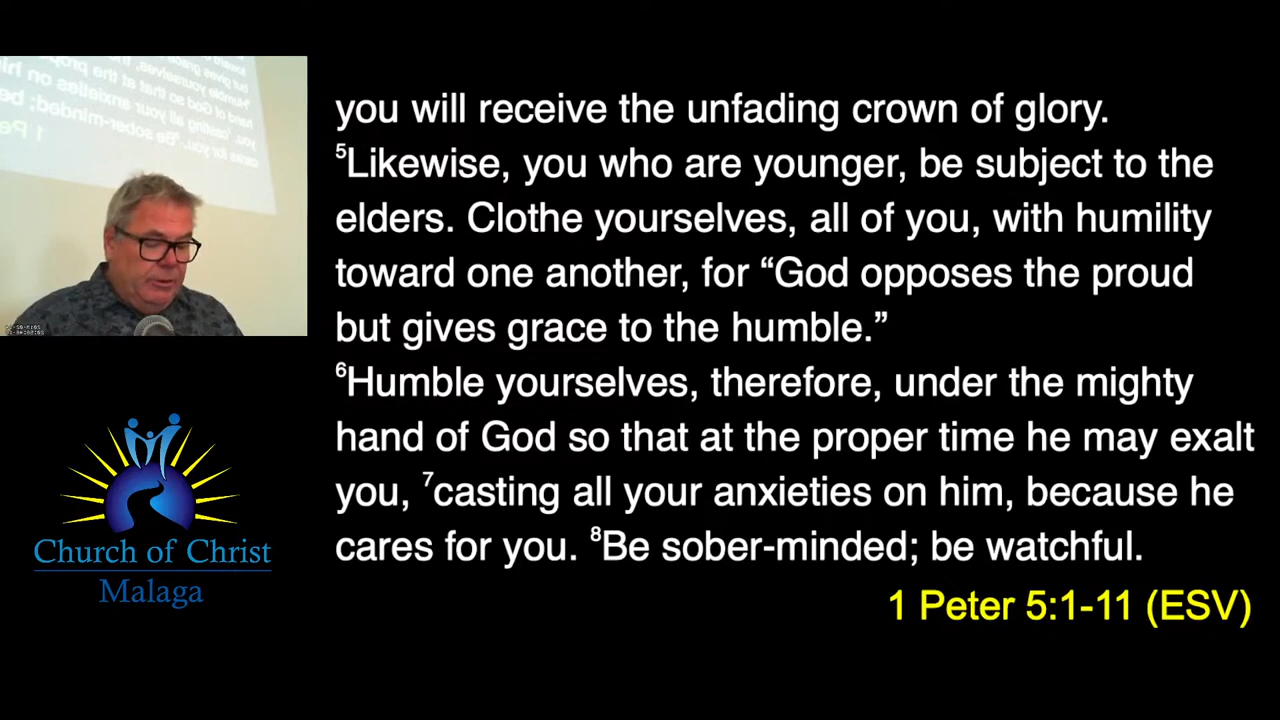 you will receive the unfading crown of glory.
⁵Likewise, you who are younger, be subject to the
elders. Clothe yourselves, all of you, with humility
toward one another, for “God opposes the proud
but gives grace to the humble.”
⁶Humble yourselves, therefore, under the mighty
hand of God so that at the proper time he may exalt
you, ⁷casting all your anxieties on him, because he
cares for you. ⁸Be sober-minded; be watchful.
1 Peter 5:1-11 (ESV)
Church of Christ
Malaga